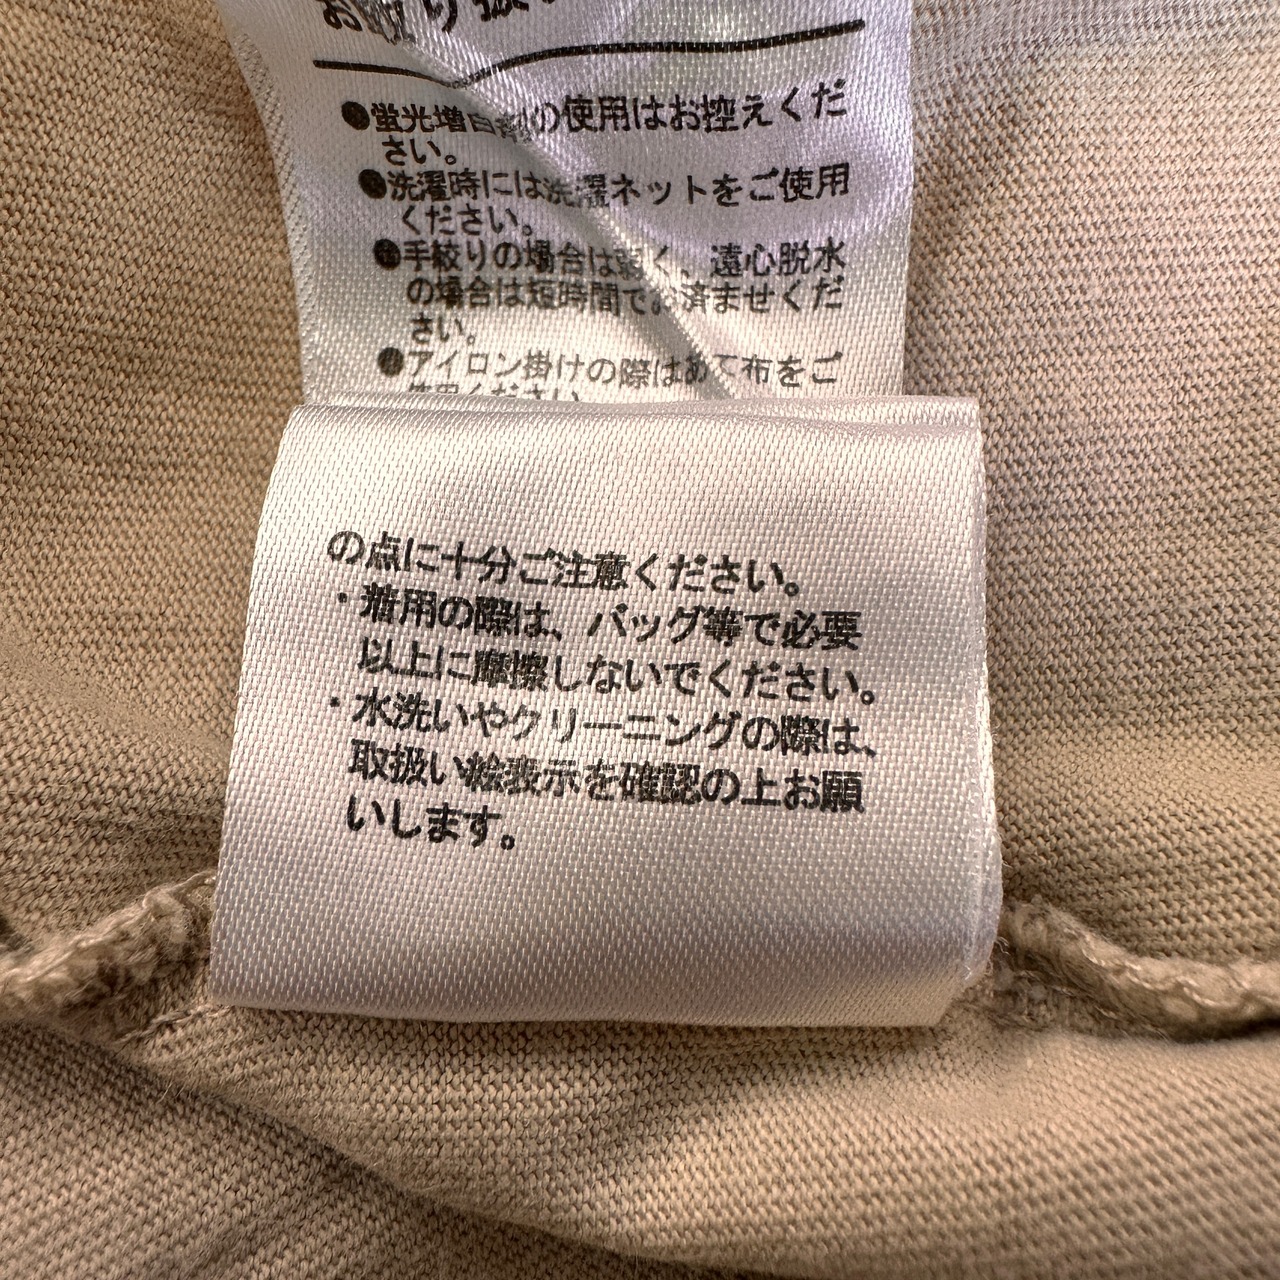 お取り扱い
●蛍光増白剤の使用はお控えくだ
さい。
●洗濯時には洗濯ネットをご使用
ください。
●手絞りの場合は弱く、遠心脱水
の場合は短時間でお済ませくだ
さい。
●アイロン掛けの際はあて布をご
使用ください
の点に十分ご注意ください。
・着用の際は、バッグ等で必要
以上に摩擦しないでください。
・水洗いやクリーニングの際は、
取扱い絵表示を確認の上お願
いします。